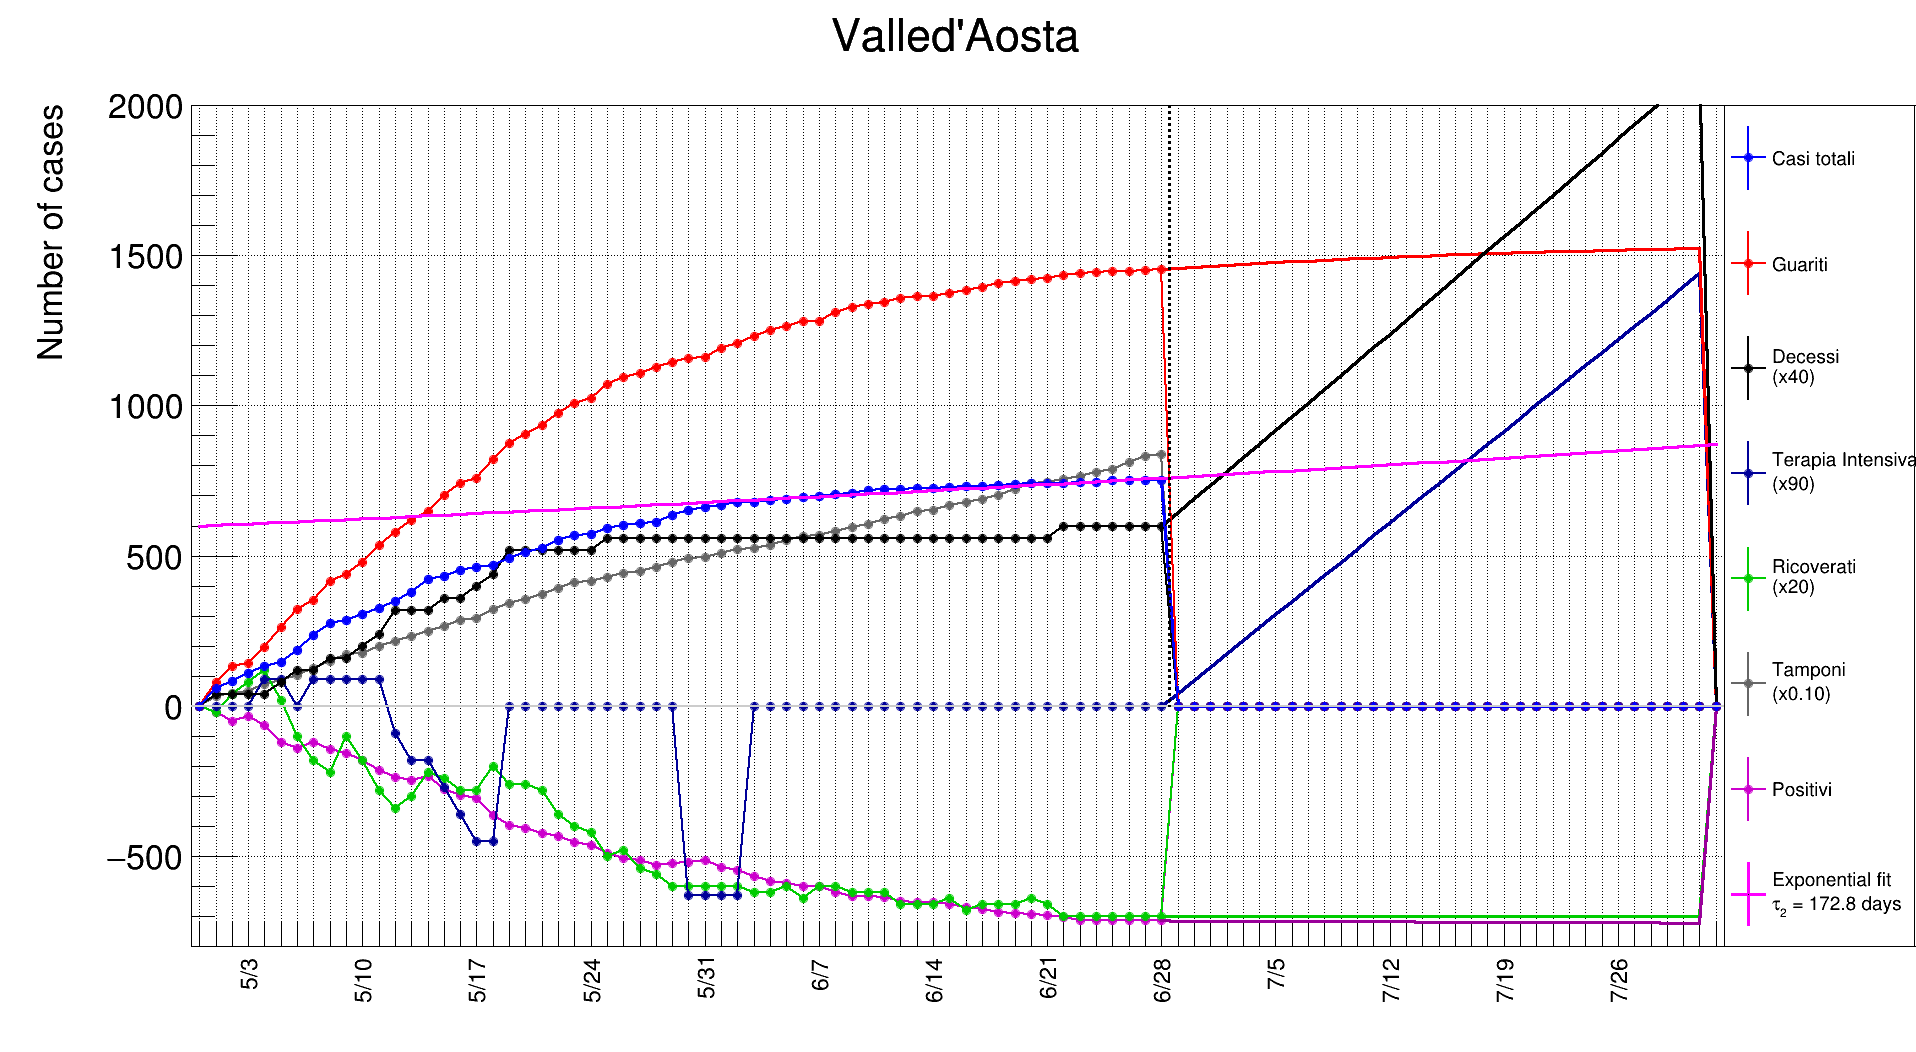 Valled'Aosta
Number of cases
2000
1500
1000
500
0
−500
5/3
5/10
5/17
5/24
5/31
6/7
6/14
6/21
6/28
7/5
7/12
7/19
7/26
Casi totali
Guariti
Decessi
(x40)
Terapia Intensiva
(x90)
Ricoverati
(x20)
Tamponi
(x0.10)
Positivi
Exponential fit
τ₂ = 172.8 days